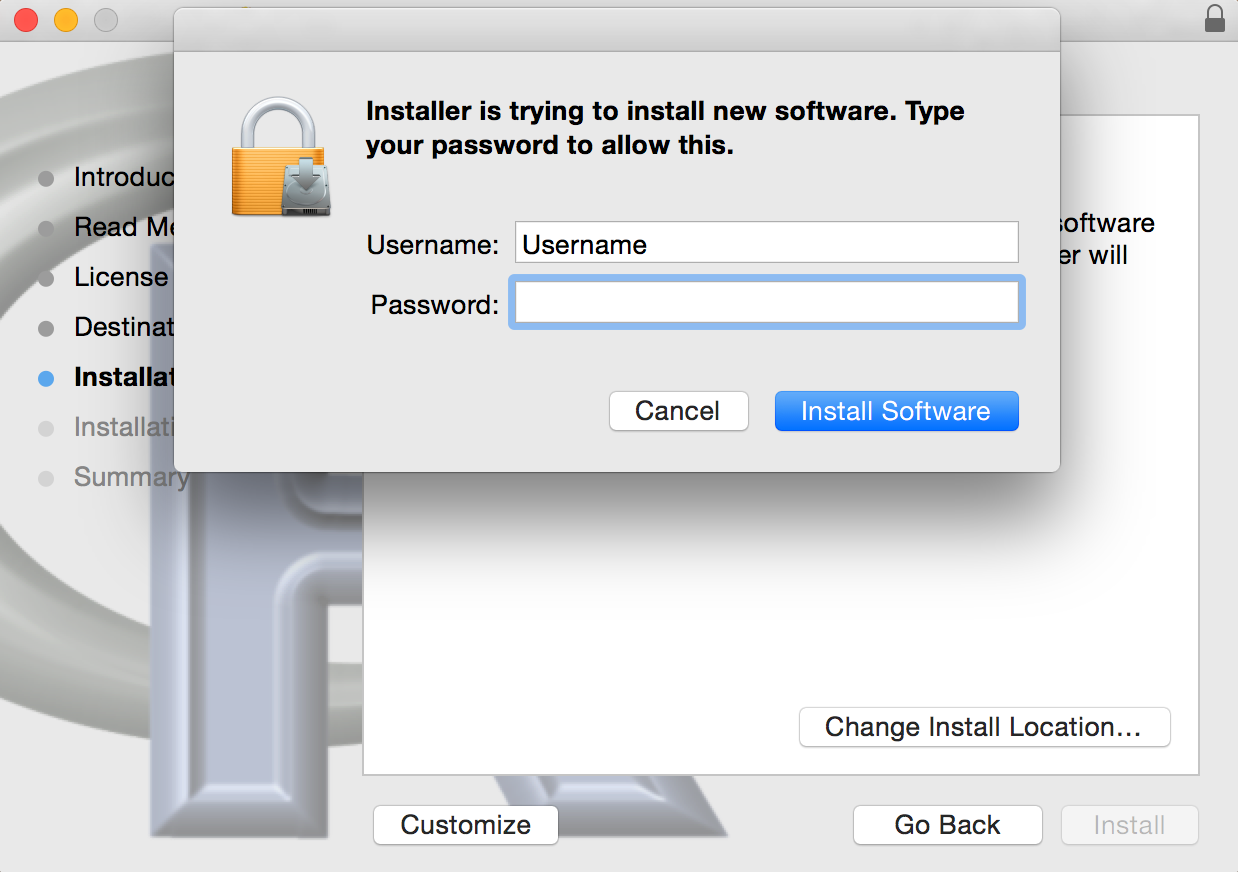 Installer is trying to install new software. Type
your password to allow this.
Username: Username
Password:
Cancel
Install Software
Introduc
Read Me
License
Destinat
Installat
Installati
Summary
software
er will
Change Install Location…
Customize
Go Back
Install